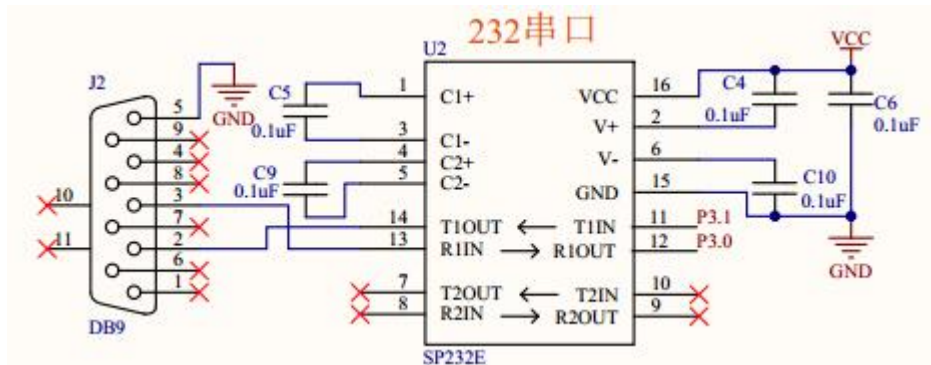 232串口
U2
VCC
J2
1
C1+
VCC
16
C4
0.1uF
C6
0.1uF
5
GND
C5
0.1uF
9
4
8
3
7
2
6
1
10
11
DB9
3
C1-
V+
2
4
C2+
V-
6
C9
0.1uF
5
C2-
GND
15
C10
0.1uF
14
T1OUT
T1IN
11
P3.1
13
R1IN
R1OUT
12
P3.0
GND
7
T2OUT
T2IN
10
8
R2IN
R2OUT
9
SP232E